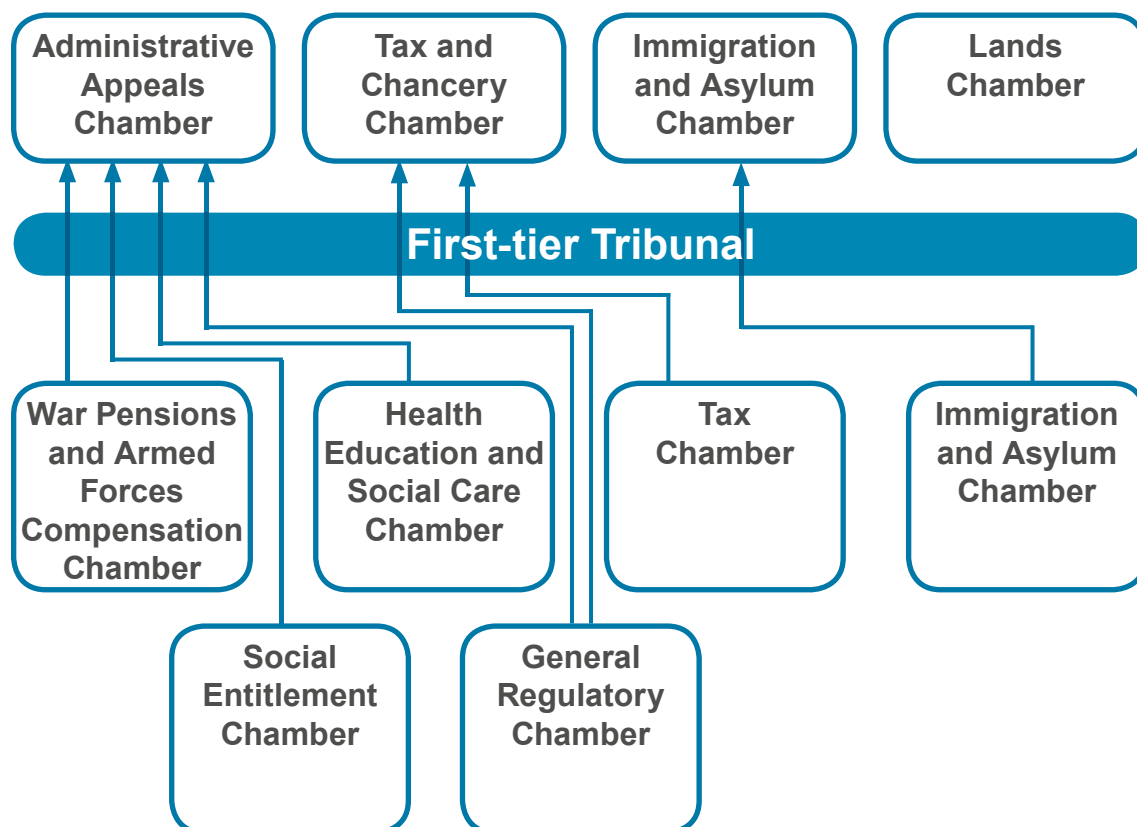 Administrative
Appeals
Chamber
Tax and
Chancery
Chamber
Immigration
and Asylum
Chamber
Lands
Chamber
First-tier Tribunal
War Pensions
and Armed
Forces
Compensation
Chamber
Health
Education and
Social Care
Chamber
Tax
Chamber
Immigration
and Asylum
Chamber
Social
Entitlement
Chamber
General
Regulatory
Chamber